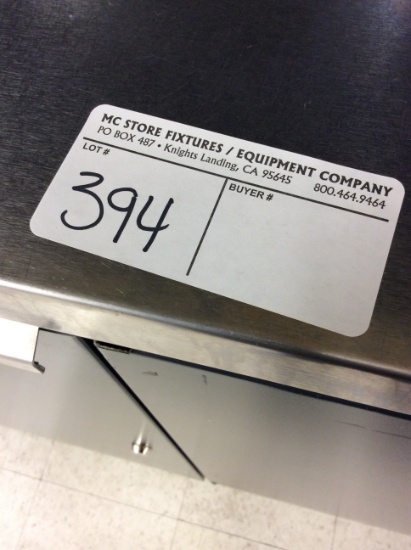 MC STORE FIXTURES / EQUIPMENT COMPANY
PO BOX 487 • Knights Landing, CA 95645 800.464.9464
LOT #
BUYER #
394